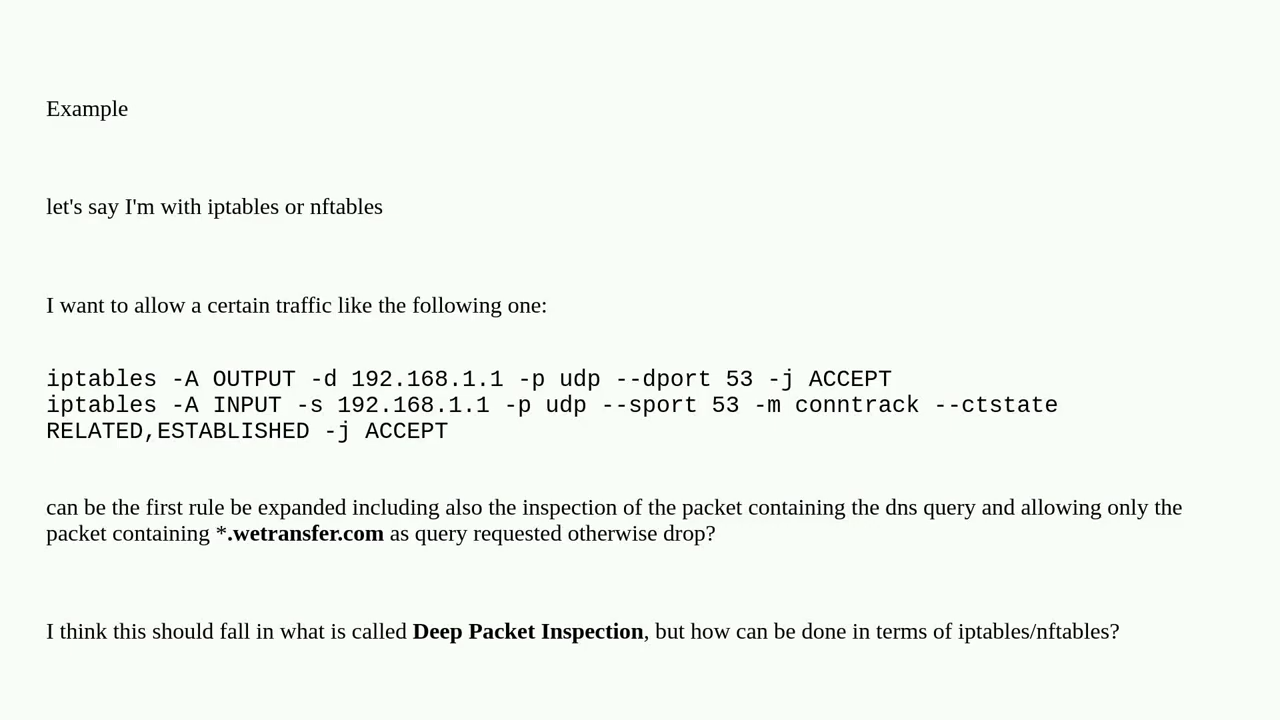 Example
let's say I'm with iptables or nftables
I want to allow a certain traffic like the following one:
iptables -A OUTPUT -d 192.168.1.1 -p udp --dport 53 -j ACCEPT
iptables -A INPUT -s 192.168.1.1 -p udp --sport 53 -m conntrack --ctstate
RELATED,ESTABLISHED -j ACCEPT
can be the first rule be expanded including also the inspection of the packet containing the dns query and allowing only the
packet containing *.wetransfer.com as query requested otherwise drop?
I think this should fall in what is called Deep Packet Inspection, but how can be done in terms of iptables/nftables?